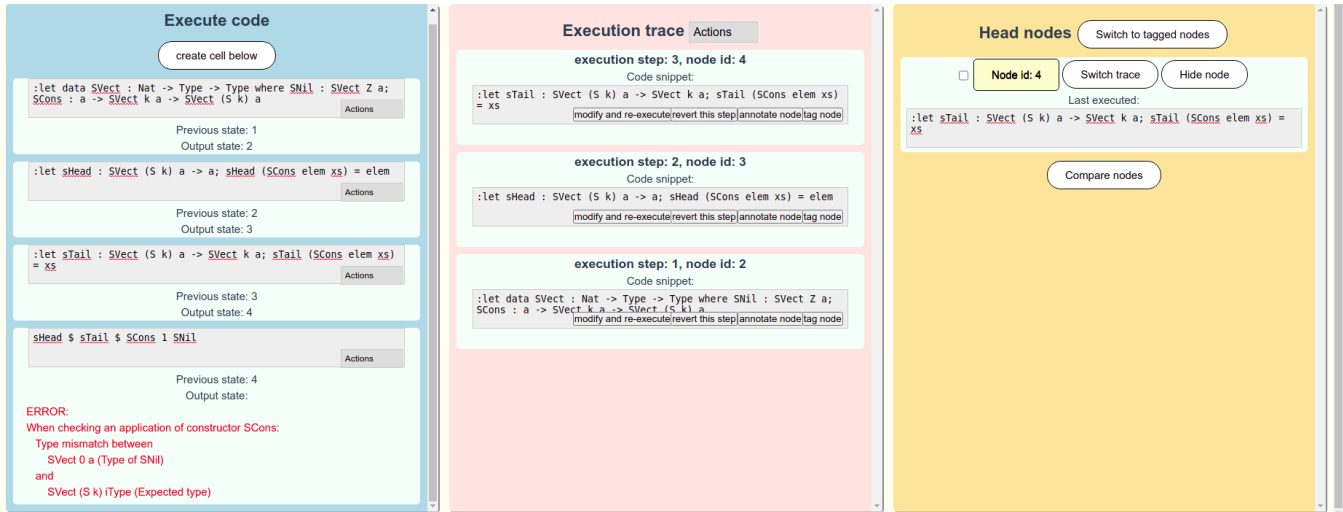 Execute code
create cell below
:let data SVect : Nat -> Type -> Type where SNil : SVect Z a;
SCons : a -> SVect k a -> SVect (S k) a
Actions
Previous state: 1
Output state: 2
:let sHead : SVect (S k) a -> a; sHead (SCons elem xs) = elem
Actions
Previous state: 2
Output state: 3
:let sTail : SVect (S k) a -> SVect k a; sTail (SCons elem xs)
= xs
Actions
Previous state: 3
Output state: 4
sHead $ sTail $ SCons 1 SNil
Actions
Previous state: 4
Output state:
ERROR:
When checking an application of constructor SCons:
Type mismatch between
SVect 0 a (Type of SNil)
and
SVect (S k) iType (Expected type)
Execution trace Actions
execution step: 3, node id: 4
Code snippet:
:let sTail : SVect (S k) a -> SVect k a; sTail (SCons elem xs)
= xs
modify and re-execute revert this step annotate node tag node
execution step: 2, node id: 3
Code snippet:
:let sHead : SVect (S k) a -> a; sHead (SCons elem xs) = elem
modify and re-execute revert this step annotate node tag node
execution step: 1, node id: 2
Code snippet:
:let data SVect : Nat -> Type -> Type where SNil : SVect Z a;
SCons : a -> SVect k a -> SVect (S k) a
modify and re-execute revert this step annotate node tag node
Head nodes Switch to tagged nodes
Node id: 4 Switch trace Hide node
Last executed:
:let sTail : SVect (S k) a -> SVect k a; sTail (SCons elem xs) =
xs
Compare nodes